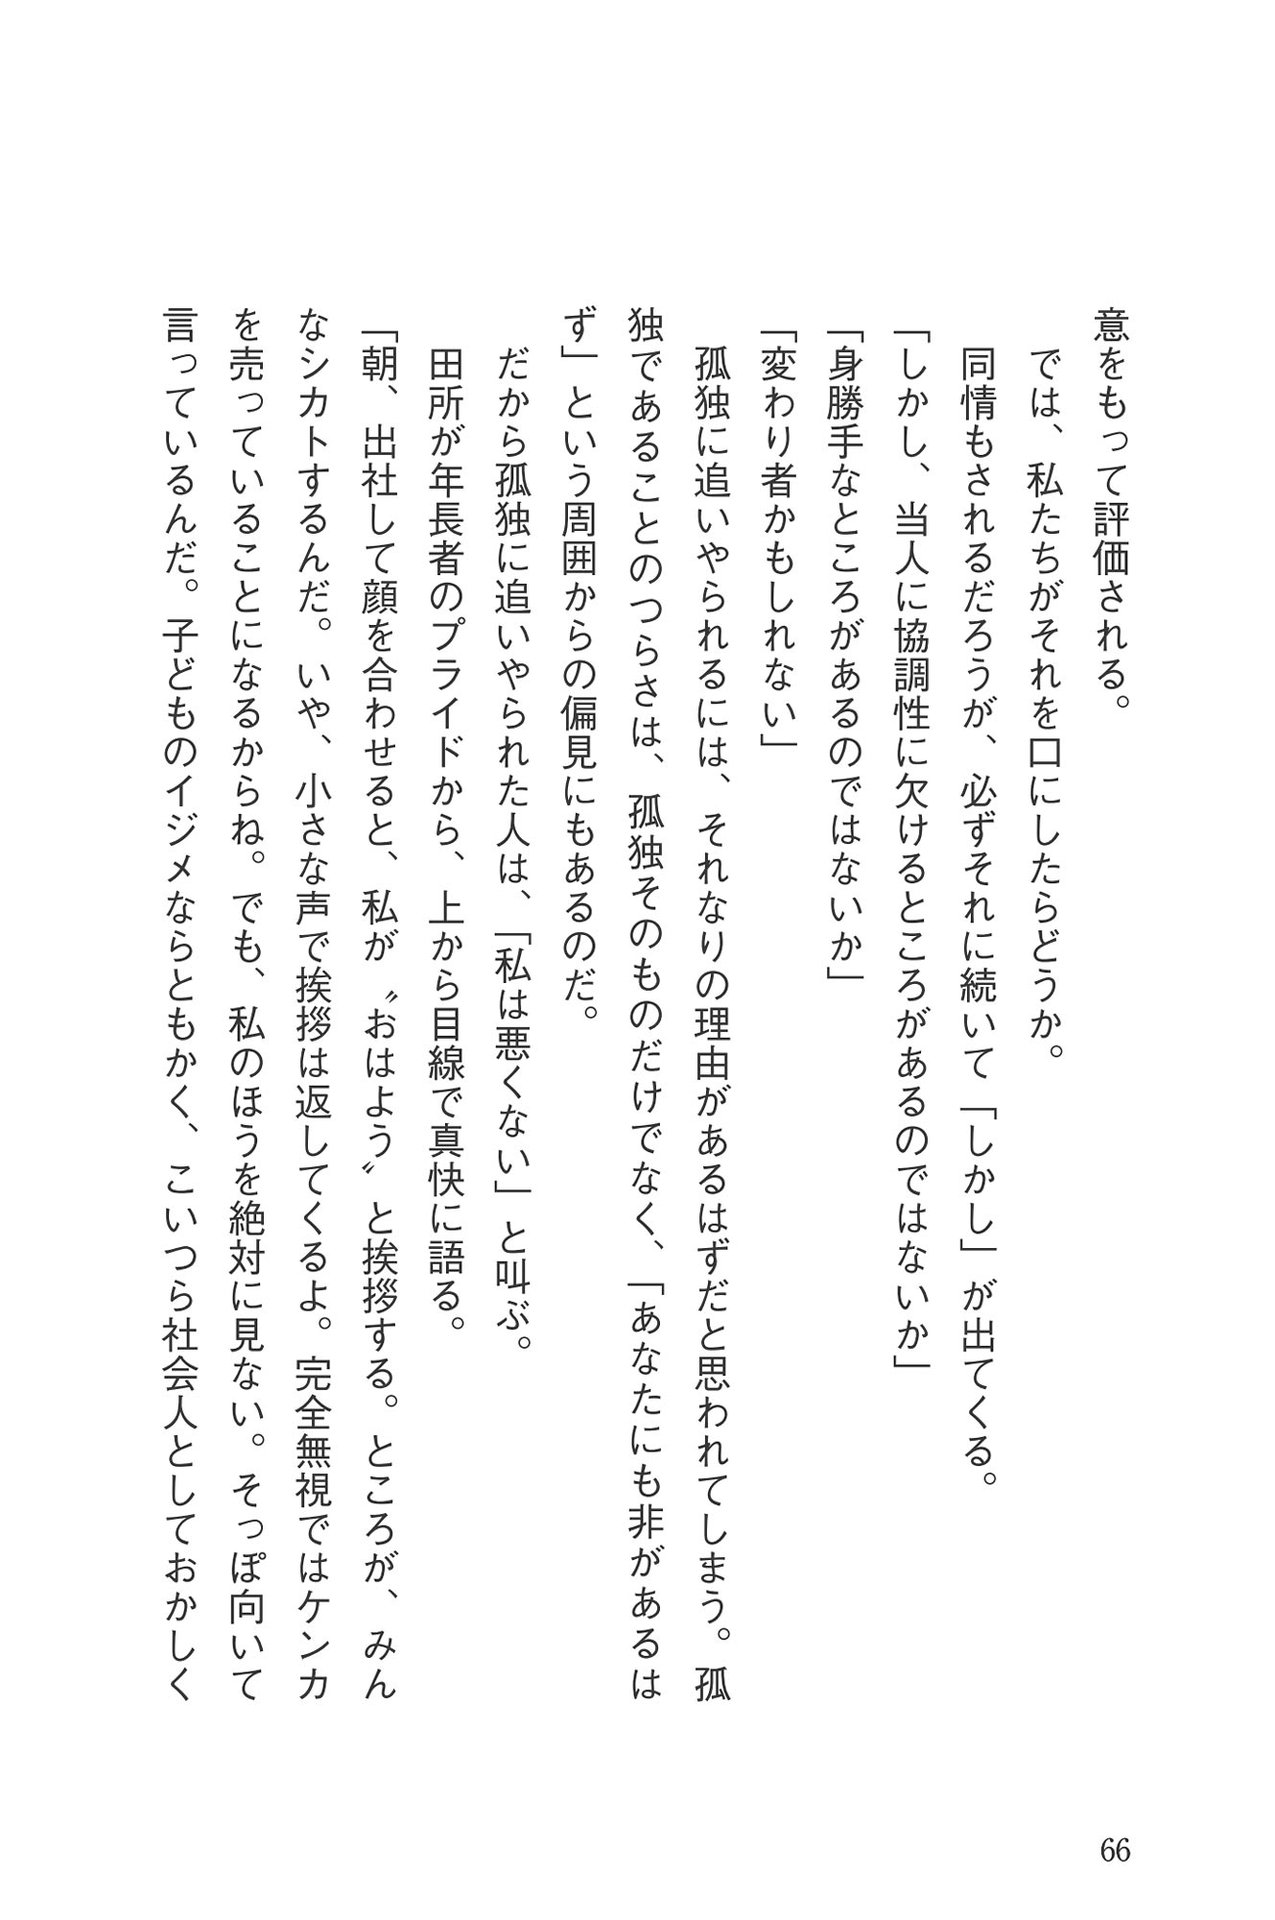 意をもって評価される。
では、私たちがそれを口にしたらどうか。
同情もされるだろうが、必ずそれに続いて「しかし」が出てくる。
「しかし、当人に協調性に欠けるところがあるのではないか」
「身勝手なところがあるのではないか」
「変わり者かもしれない」
孤独に追いやられるには、それなりの理由があるはずだと思われてしまう。孤
独であることのつらさは、孤独そのものだけでなく、「あなたにも非があるは
ず」という周囲からの偏見にもあるのだ。
だから孤独に追いやられた人は、「私は悪くない」と叫ぶ。
田所が年長者のプライドから、上から目線で真快に語る。
「朝、出社して顔を合わせると、私が〝おはよう〟と挨拶する。ところが、みん
なシカトするんだ。いや、小さな声で挨拶は返してくるよ。完全無視ではケンカ
を売っていることになるからね。でも、私のほうを絶対に見ない。そっぽ向いて
言っているんだ。子どものイジメならともかく、こいつら社会人としておかしく
66